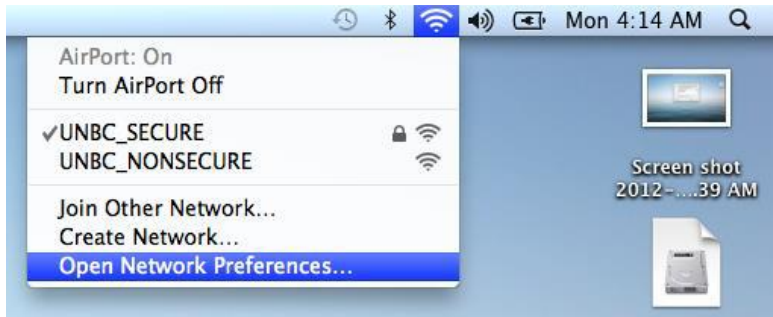 Mon 4:14 AM
AirPort: On
Turn AirPort Off
UNBC_SECURE
UNBC_NONSECURE
Join Other Network...
Create Network...
Open Network Preferences...
Screen shot
2012-....39 AM